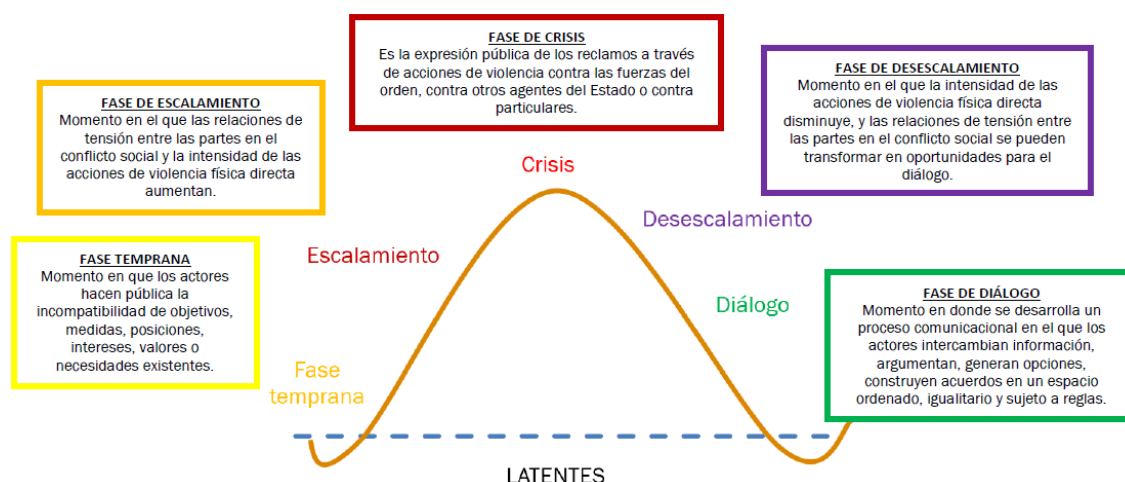 FASE DE CRISIS
Es la expresión pública de los reclamos a través
de acciones de violencia contra las fuerzas del
orden, contra otros agentes del Estado o contra
particulares.
FASE DE ESCALAMIENTO
Momento en el que las relaciones de
tensión entre las partes en el
conflicto social y la intensidad de las
acciones de violencia física directa
aumentan.
FASE DE DESESCALAMIENTO
Momento en el que la intensidad de las
acciones de violencia física directa
disminuye, y las relaciones de tensión entre
las partes en el conflicto social se pueden
transformar en oportunidades para el
diálogo.
Crisis
Desescalamiento
Escalamiento
FASE TEMPRANA
Momento en que los actores
hacen pública la
incompatibilidad de objetivos,
medidas, posiciones,
intereses, valores o
necesidades existentes.
Diálogo
FASE DE DIÁLOGO
Momento en donde se desarrolla un
proceso comunicacional en el que los
actores intercambian información,
argumentan, generan opciones,
construyen acuerdos en un espacio
ordenado, igualitario y sujeto a reglas.
Fase
temprana
LATENTES